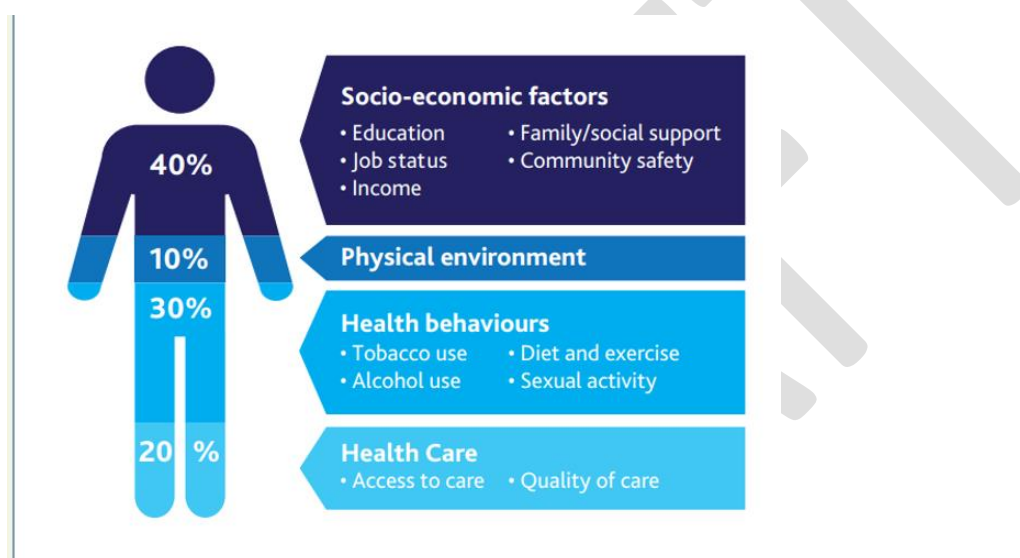 40%
Socio-economic factors
• Education • Family/social support
• Job status • Community safety
• Income
10%
Physical environment
30%
Health behaviours
• Tobacco use • Diet and exercise
• Alcohol use • Sexual activity
20 %
Health Care
• Access to care • Quality of care